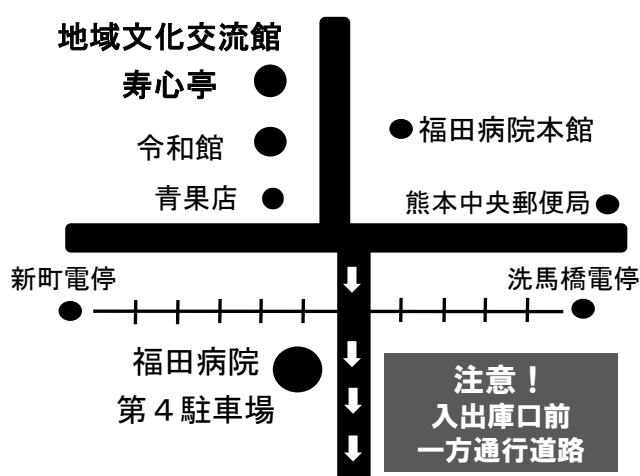 地域文化交流館
寿心亭
令和館
福田病院本館
青果店
熊本中央郵便局
新町電停
洗馬橋電停
福田病院
第４駐車場
注意！
入出庫口前
一方通行道路